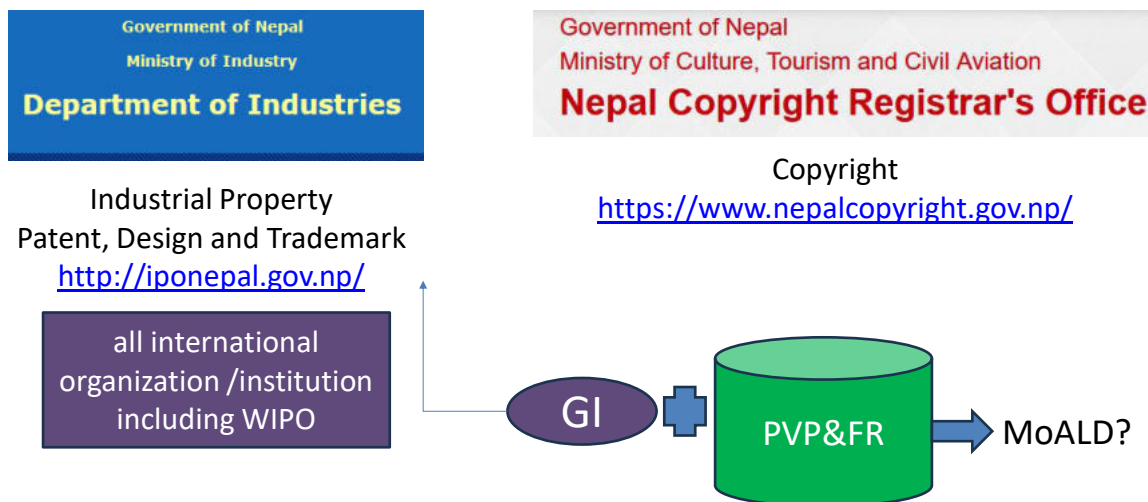 Government of Nepal
Ministry of Industry
Department of Industries
Industrial Property
Patent, Design and Trademark
http://iponepal.gov.np/
all international
organization /institution
including WIPO
Government of Nepal
Ministry of Culture, Tourism and Civil Aviation
Nepal Copyright Registrar's Office
Copyright
https://www.nepalcopyright.gov.np/
GI
PVP&FR
MoALD?